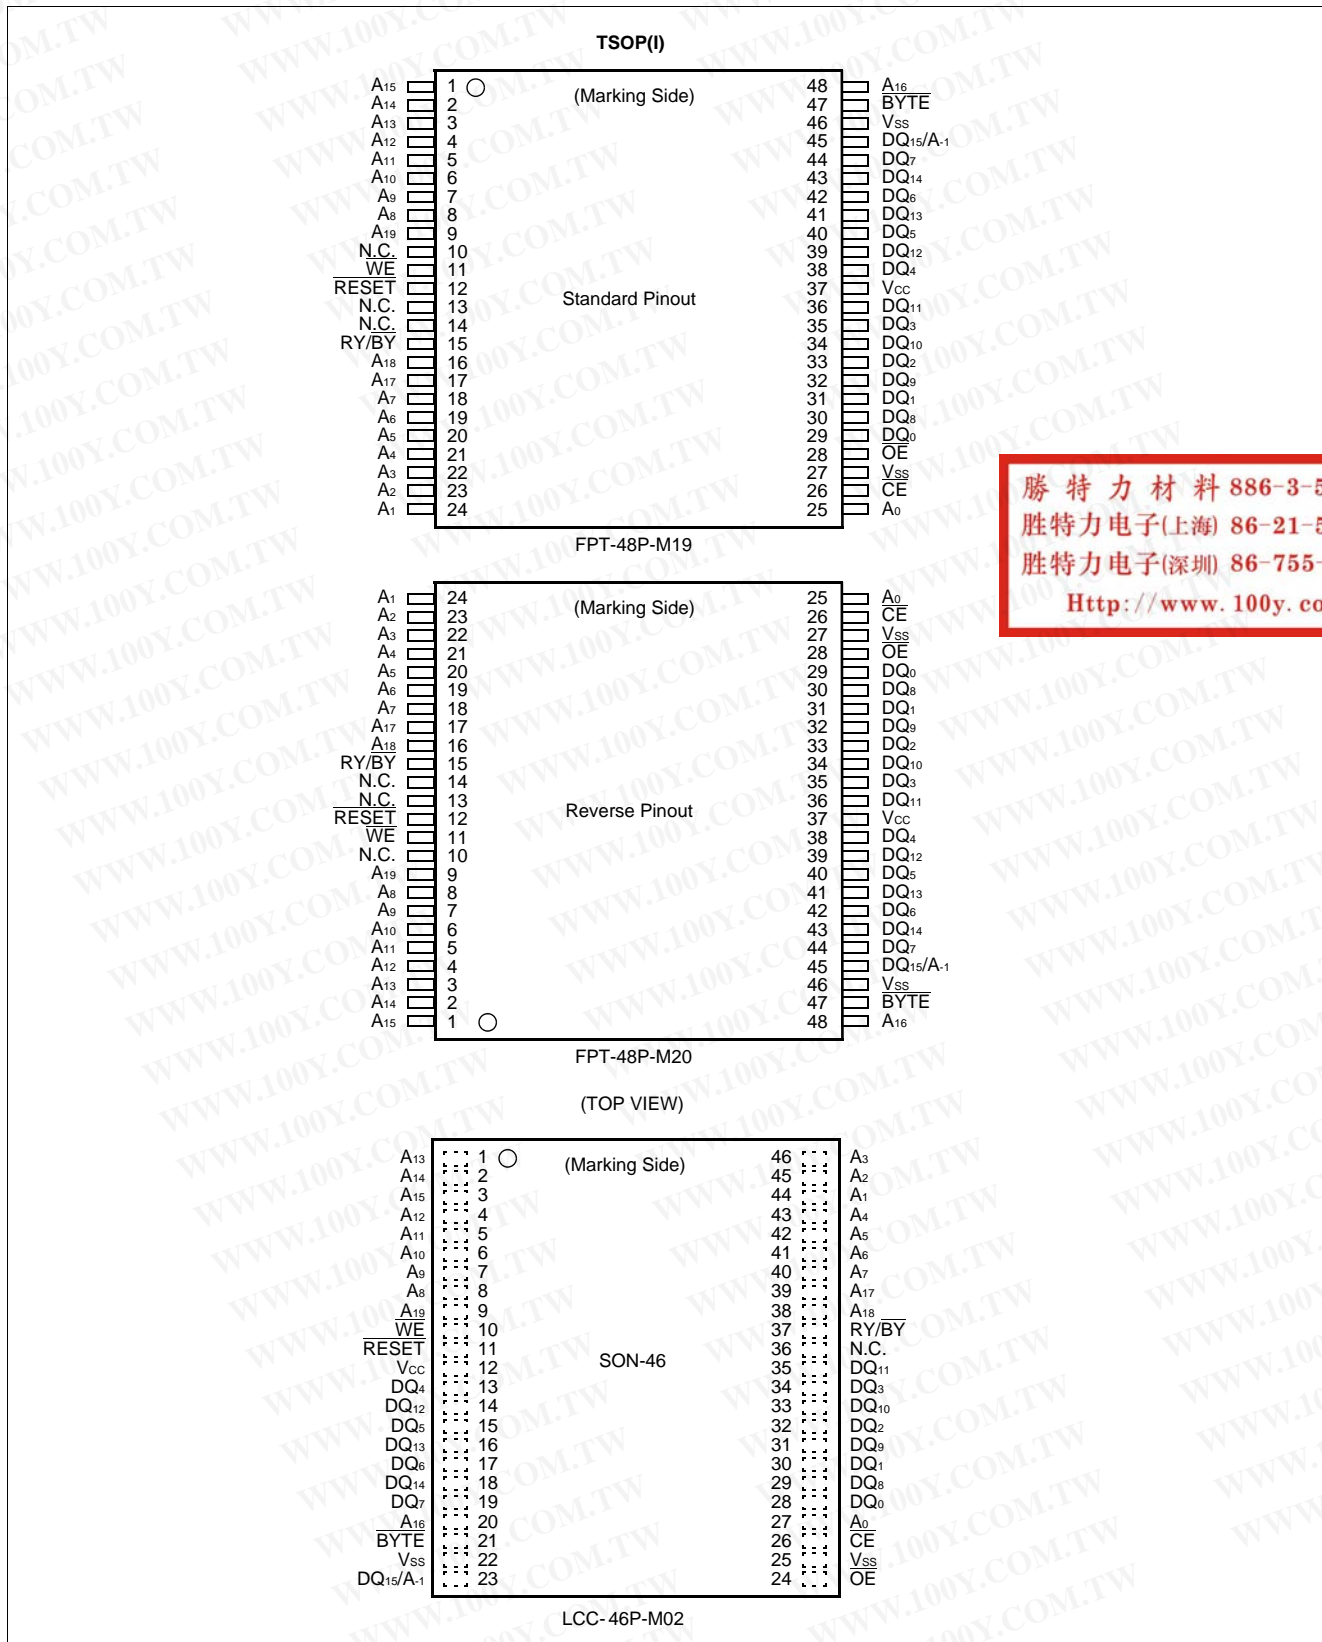 TSOP(I)
(Marking Side)
A15 1 48 A16
A14 2 47 BYTE
A13 3 46 VSS
A12 4 45 DQ15/A-1
A11 5 44 DQ7
A10 6 43 DQ14
A9 7 42 DQ6
A8 8 41 DQ13
A19 9 40 DQ5
N.C. 10 39 DQ12
WE 11 38 DQ4
RESET 12 37 VCC
Standard Pinout
N.C. 13 36 DQ11
N.C. 14 35 DQ3
RY/BY 15 34 DQ10
A18 16 33 DQ2
A17 17 32 DQ9
A7 18 31 DQ1
A6 19 30 DQ8
A5 20 29 DQ0
A4 21 28 OE
A3 22 27 VSS
A2 23 26 CE
A1 24 25 A0
FPT-48P-M19
勝特力材料 886-3-5
胜特力电子(上海) 86-21-5
胜特力电子(深圳) 86-755-
Http://www.100y.co
(Marking Side)
A1 24 25 A0
A2 23 26 CE
A3 22 27 VSS
A4 21 28 OE
A5 20 29 DQ0
A6 19 30 DQ8
A7 18 31 DQ1
A17 17 32 DQ9
A18 16 33 DQ2
RY/BY 15 34 DQ10
N.C. 14 35 DQ3
N.C. 13 36 DQ11
Reverse Pinout
RESET 12 37 VCC
WE 11 38 DQ4
N.C. 10 39 DQ12
A19 9 40 DQ5
A8 8 41 DQ13
A9 7 42 DQ6
A10 6 43 DQ14
A11 5 44 DQ7
A12 4 45 DQ15/A-1
A13 3 46 VSS
A14 2 47 BYTE
A15 1 48 A16
FPT-48P-M20
(TOP VIEW)
(Marking Side)
A13 1 46 A3
A14 2 45 A2
A15 3 44 A1
A12 4 43 A4
A11 5 42 A5
A10 6 41 A6
A9 7 40 A7
A8 8 39 A17
A19 9 38 A18
WE 10 37 RY/BY
RESET 11 36 N.C.
SON-46
VCC 12 35 DQ11
DQ4 13 34 DQ3
DQ12 14 33 DQ10
DQ5 15 32 DQ2
DQ13 16 31 DQ9
DQ6 17 30 DQ1
DQ14 18 29 DQ8
DQ7 19 28 DQ0
A16 20 27 A0
BYTE 21 26 CE
VSS 22 25 VSS
DQ15/A-1 23 24 OE
LCC-46P-M02
WWW.100Y.COM.TW